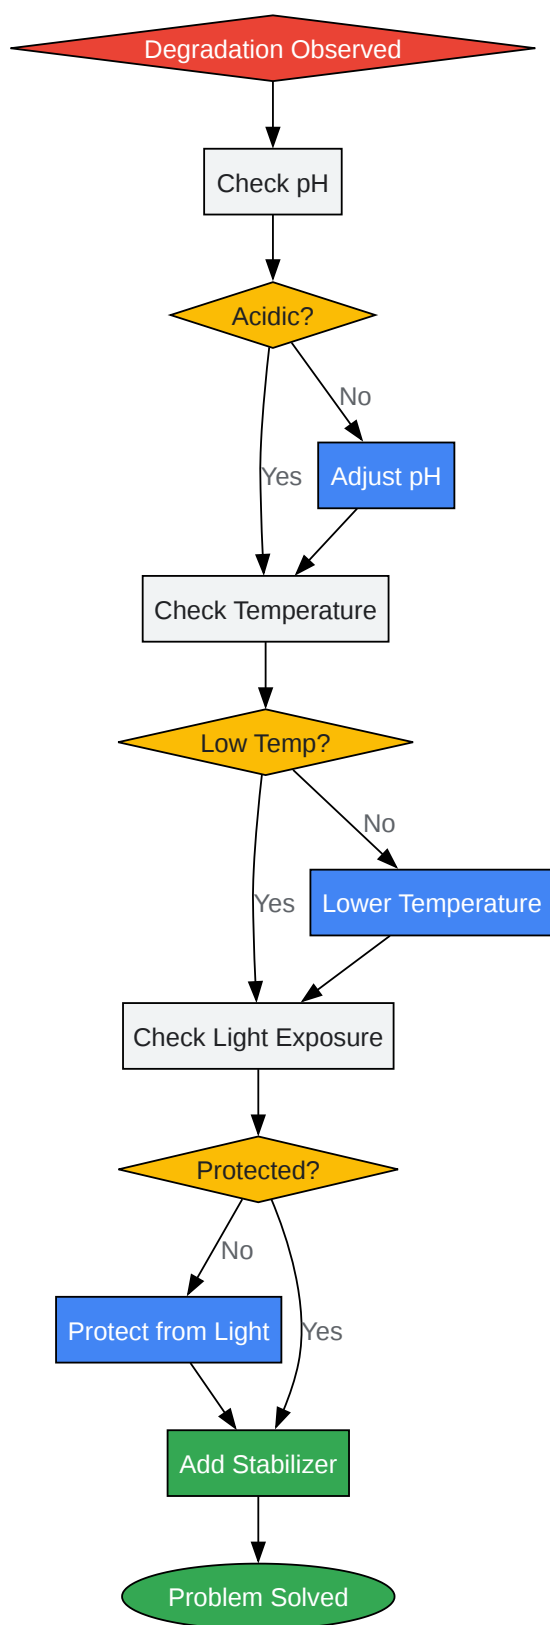 Degradation Observed
Check pH
Acidic?
No
Yes
Adjust pH
Check Temperature
Low Temp?
No
Yes
Lower Temperature
Check Light Exposure
Protected?
No
Protect from Light
Yes
Add Stabilizer
Problem Solved